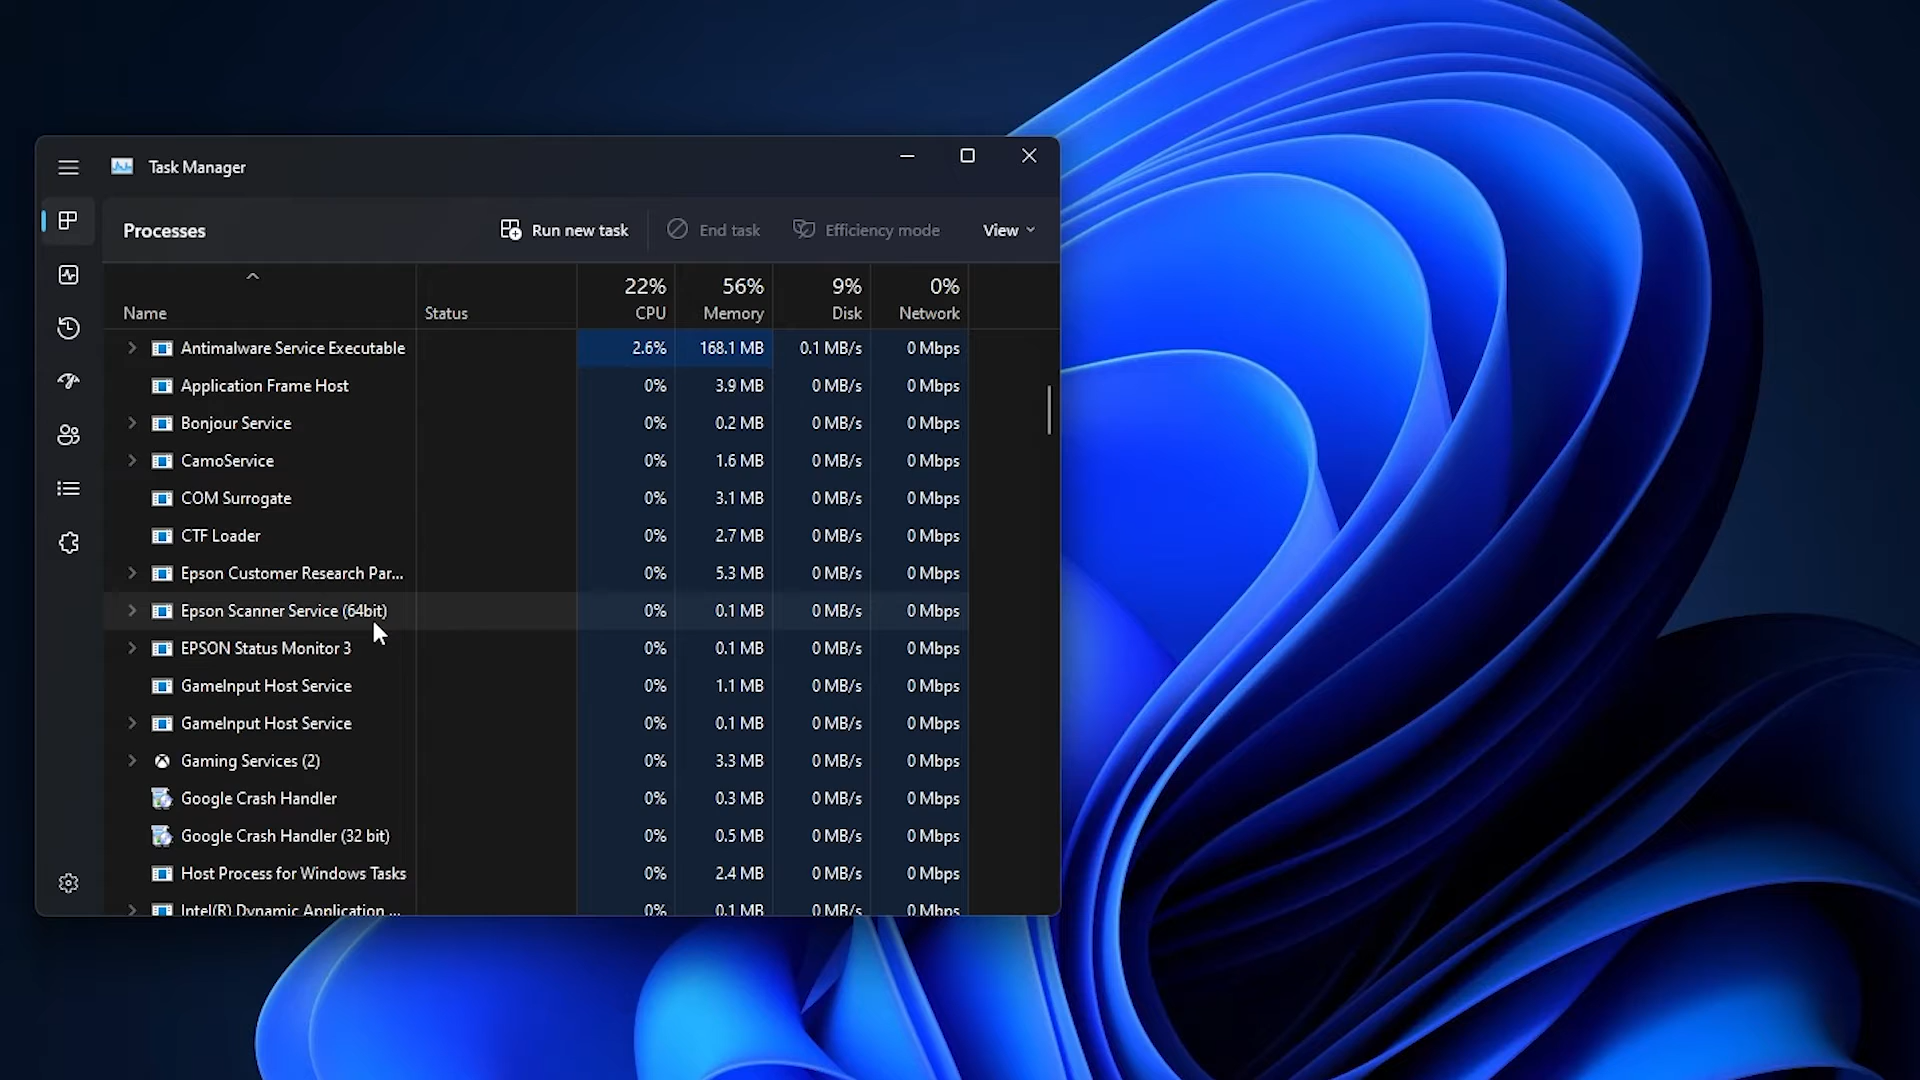 Task Manager
Processes Run new task End task Efficiency mode View
22% 56% 9% 0%
Name Status CPU Memory Disk Network
Antimalware Service Executable 2.6% 168.1 MB 0.1 MB/s 0 Mbps
Application Frame Host 0% 3.9 MB 0 MB/s 0 Mbps
Bonjour Service 0% 0.2 MB 0 MB/s 0 Mbps
CamoService 0% 1.6 MB 0 MB/s 0 Mbps
COM Surrogate 0% 3.1 MB 0 MB/s 0 Mbps
CTF Loader 0% 2.7 MB 0 MB/s 0 Mbps
Epson Customer Research Par... 0% 5.3 MB 0 MB/s 0 Mbps
Epson Scanner Service (64bit) 0% 0.1 MB 0 MB/s 0 Mbps
EPSON Status Monitor 3 0% 0.1 MB 0 MB/s 0 Mbps
GameInput Host Service 0% 1.1 MB 0 MB/s 0 Mbps
GameInput Host Service 0% 0.1 MB 0 MB/s 0 Mbps
Gaming Services (2) 0% 3.3 MB 0 MB/s 0 Mbps
Google Crash Handler 0% 0.3 MB 0 MB/s 0 Mbps
Google Crash Handler (32 bit) 0% 0.5 MB 0 MB/s 0 Mbps
Host Process for Windows Tasks 0% 2.4 MB 0 MB/s 0 Mbps
Intel(R) Dynamic Application ... 0% 0.1 MB 0 MB/s 0 Mbps